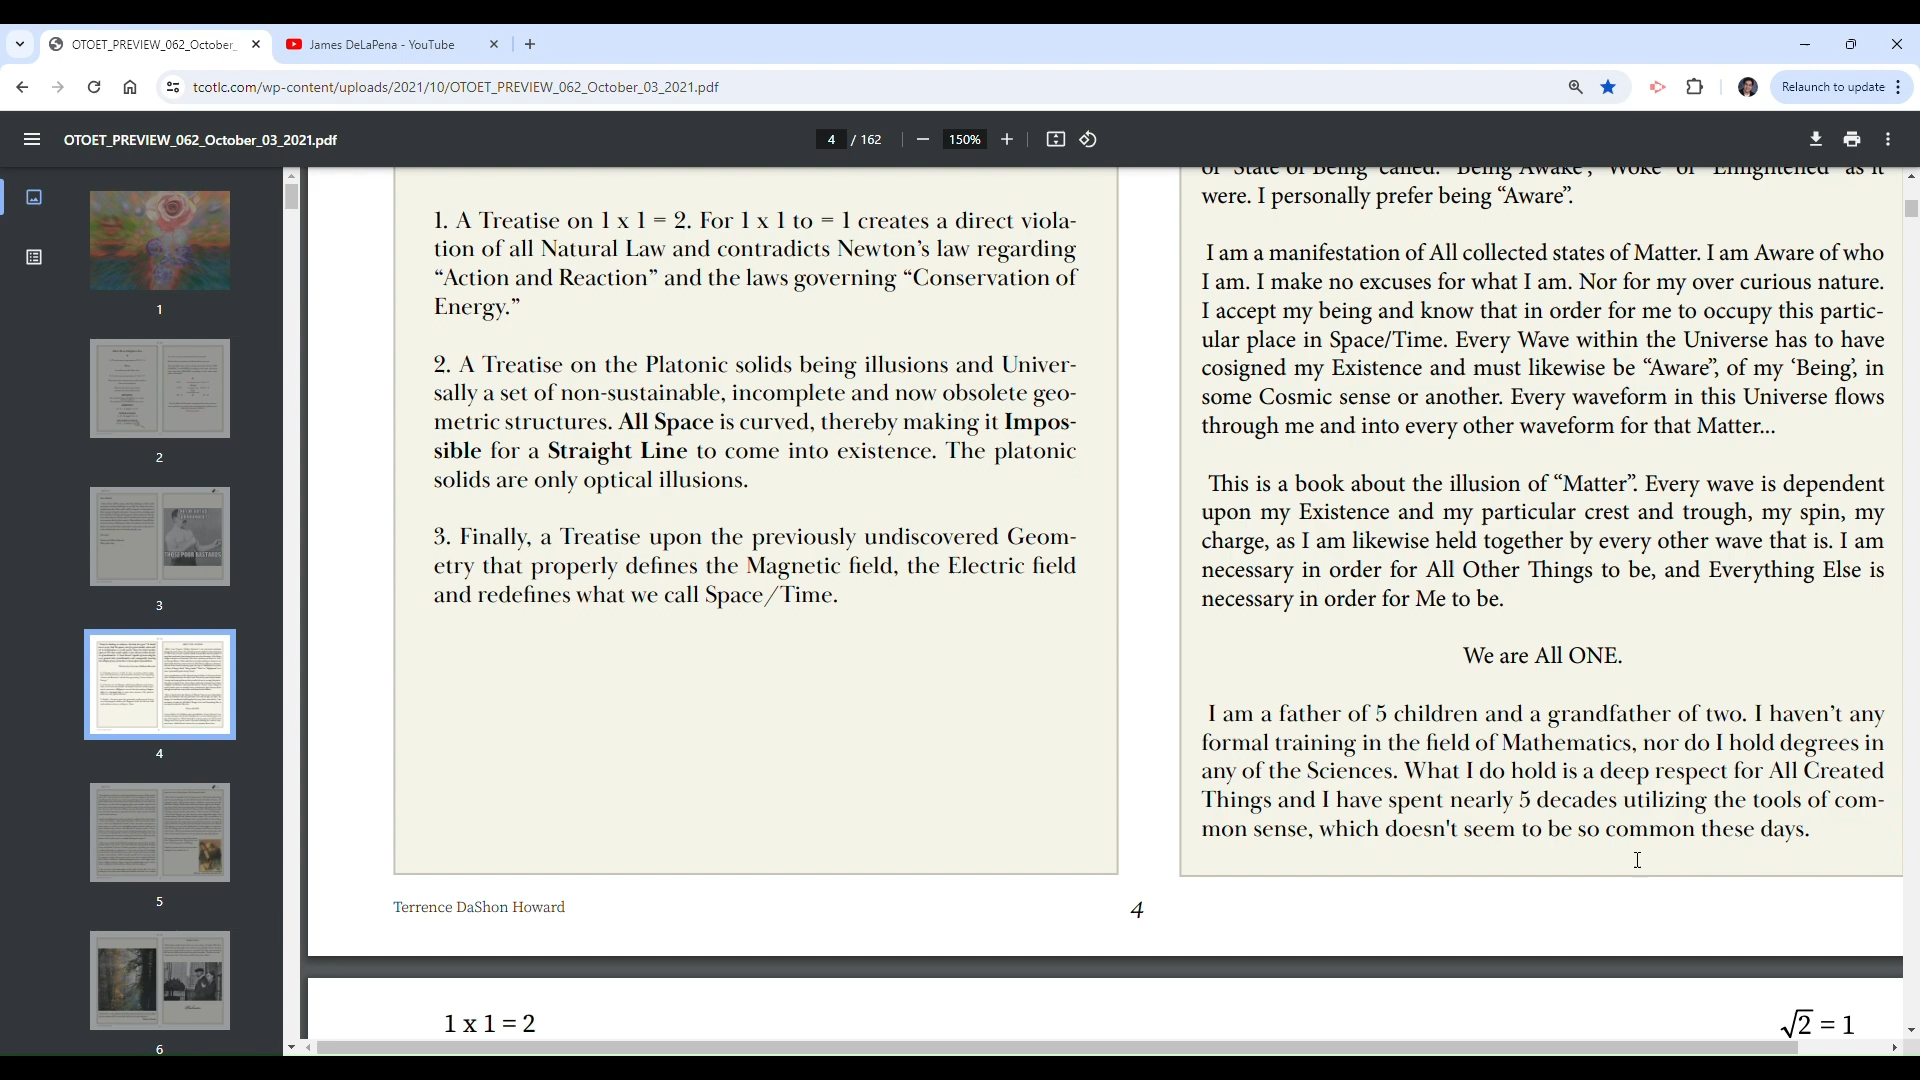 OTOET_PREVIEW_062_October_
James DeLaPena - YouTube
tcotlc.com/wp-content/uploads/2021/10/OTOET_PREVIEW_062_October_03_2021.pdf
Relaunch to update
OTOET_PREVIEW_062_October_03_2021.pdf
4 / 162
150%
1
2
3
4
5
6
1. A Treatise on 1 x 1 = 2. For 1 x 1 to = 1 creates a direct viola-
tion of all Natural Law and contradicts Newton’s law regarding
“Action and Reaction” and the laws governing “Conservation of
Energy.”
2. A Treatise on the Platonic solids being illusions and Univer-
sally a set of non-sustainable, incomplete and now obsolete geo-
metric structures. All Space is curved, thereby making it Impos-
sible for a Straight Line to come into existence. The platonic
solids are only optical illusions.
3. Finally, a Treatise upon the previously undiscovered Geom-
etry that properly defines the Magnetic field, the Electric field
and redefines what we call Space/Time.
Terrence DaShon Howard
4
or “State of Being” called: “Being Awake”, “Woke” or “Enlightened” as it
were. I personally prefer being “Aware”.
I am a manifestation of All collected states of Matter. I am Aware of who
I am. I make no excuses for what I am. Nor for my over curious nature.
I accept my being and know that in order for me to occupy this partic-
ular place in Space/Time. Every Wave within the Universe has to have
cosigned my Existence and must likewise be “Aware”, of my ‘Being’, in
some Cosmic sense or another. Every waveform in this Universe flows
through me and into every other waveform for that Matter...
This is a book about the illusion of “Matter”. Every wave is dependent
upon my Existence and my particular crest and trough, my spin, my
charge, as I am likewise held together by every other wave that is. I am
necessary in order for All Other Things to be, and Everything Else is
necessary in order for Me to be.
We are All ONE.
I am a father of 5 children and a grandfather of two. I haven’t any
formal training in the field of Mathematics, nor do I hold degrees in
any of the Sciences. What I do hold is a deep respect for All Created
Things and I have spent nearly 5 decades utilizing the tools of com-
mon sense, which doesn't seem to be so common these days.
1 x 1 = 2
√2 = 1